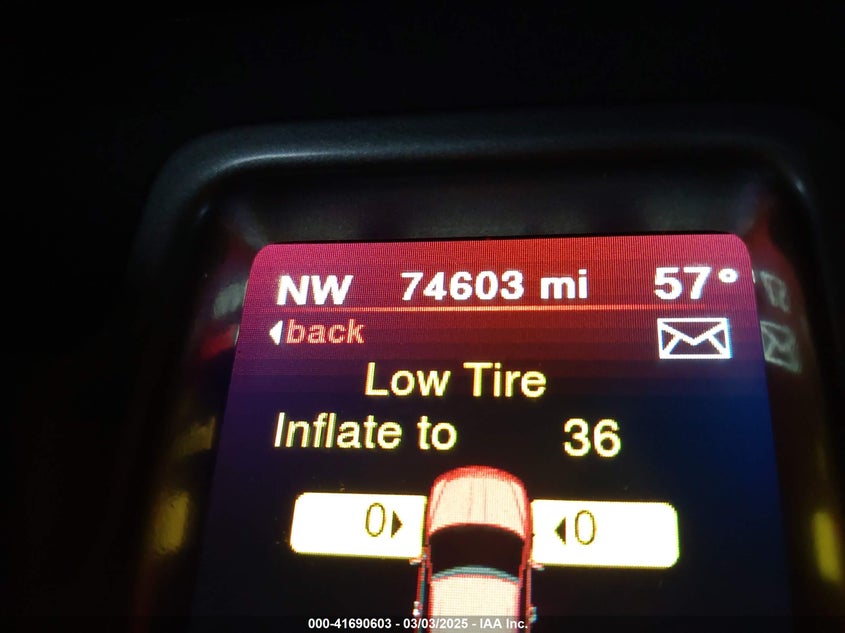 NW 74603 mi 57°
back
Low Tire
Inflate to 36
0 0
000-41690603 - 03/03/2025 - IAA Inc.